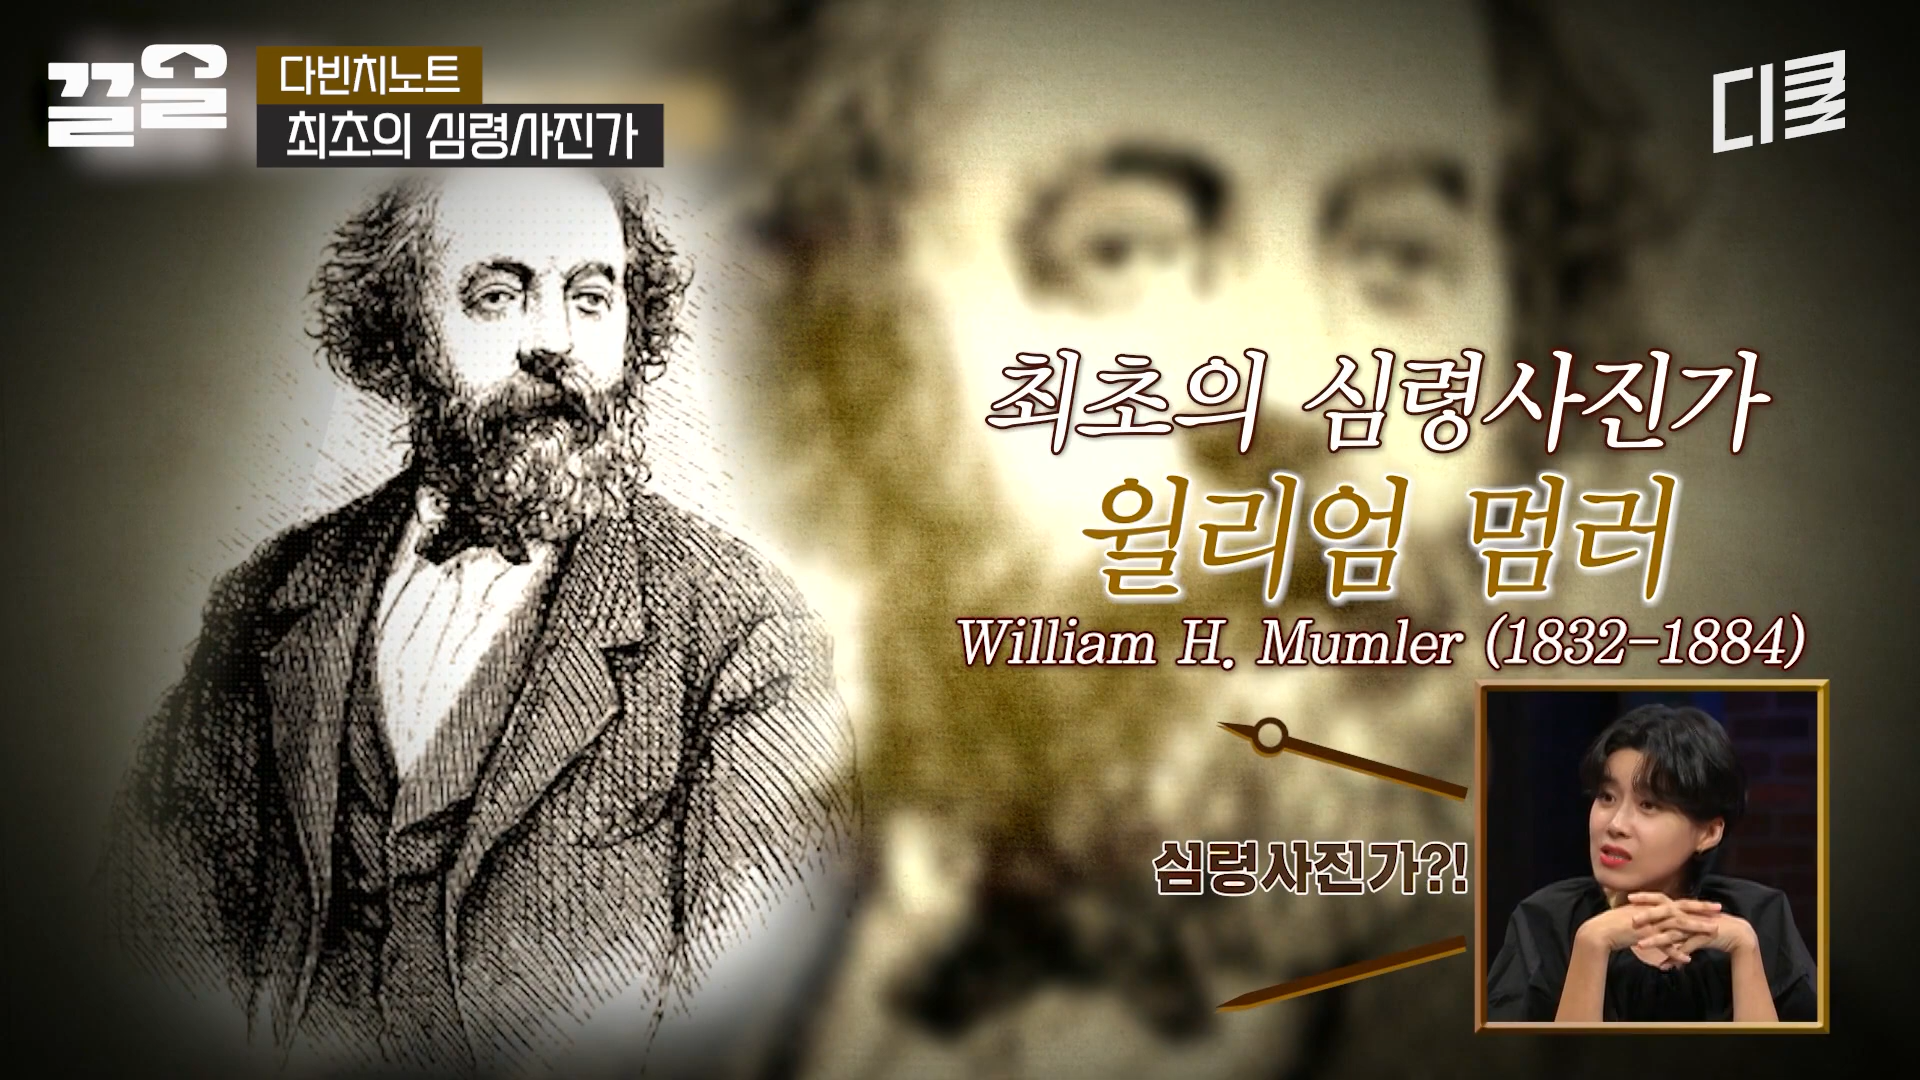 끌올
다빈치노트
최초의 심령사진가
디클
최초의 심령사진가
윌리엄 멈러
William H. Mumler (1832-1884)
심령사진가?!